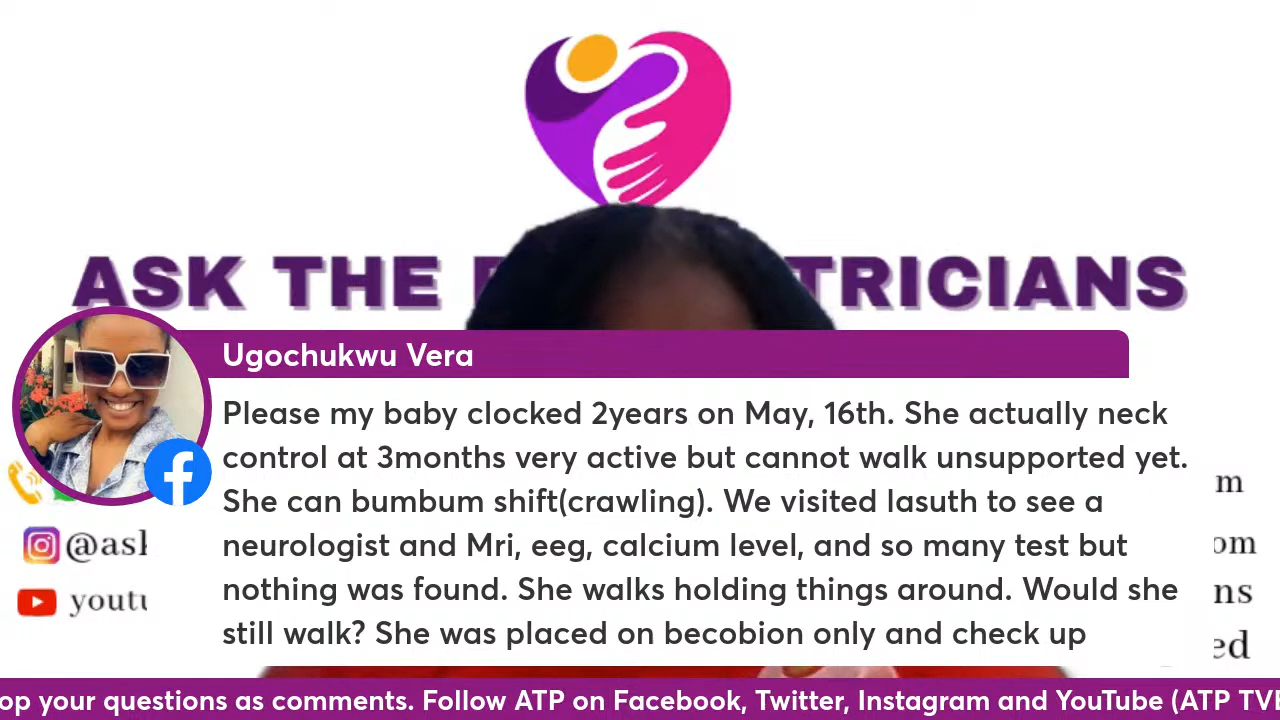 ASK THE TRICIANS
Ugochukwu Vera
Please my baby clocked 2years on May, 16th. She actually neck
control at 3months very active but cannot walk unsupported yet.
She can bumbum shift(crawling). We visited lasuth to see a
neurologist and Mri, eeg, calcium level, and so many test but
nothing was found. She walks holding things around. Would she
still walk? She was placed on becobion only and check up
m
@ask
om
youtu
ns
ed
op your questions as comments. Follow ATP on Facebook, Twitter, Instagram and YouTube (ATP TV